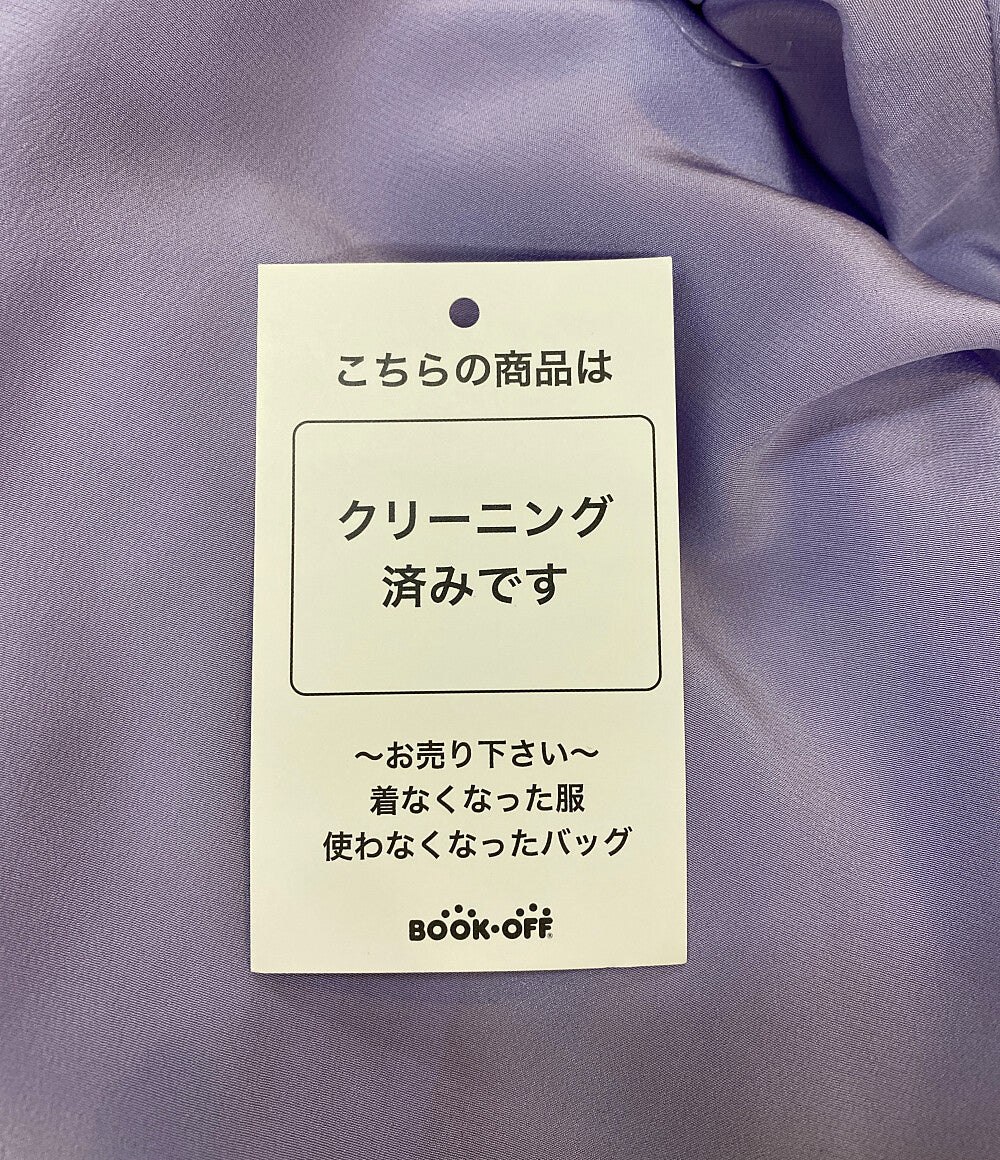 こちらの商品は
クリーニング
済みです
〜お売り下さい〜
着なくなった服
使わなくなったバッグ
BOOK・OFF®